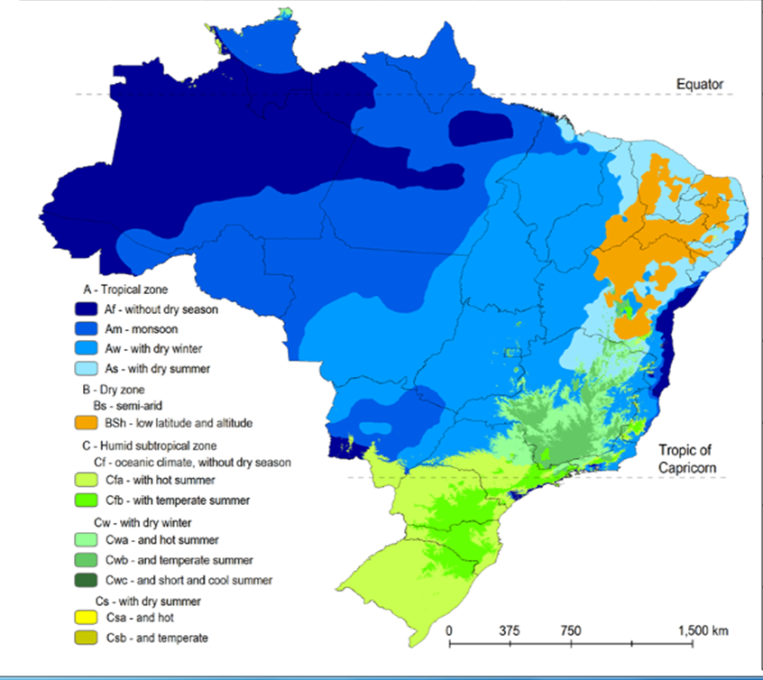 Equator
A - Tropical zone
Af - without dry season
Am - monsoon
Aw - with dry winter
As - with dry summer
B - Dry zone
Bs - semi-arid
BSh - low latitude and altitude
C - Humid subtropical zone
Cf - oceanic climate, without dry season
Cfa - with hot summer
Cfb - with temperate summer
Cw - with dry winter
Cwa - and hot summer
Cwb - and temperate summer
Cwc - and short and cool summer
Cs - with dry summer
Csa - and hot
Csb - and temperate
Tropic of
Capricorn
0 375 750 1,500 km